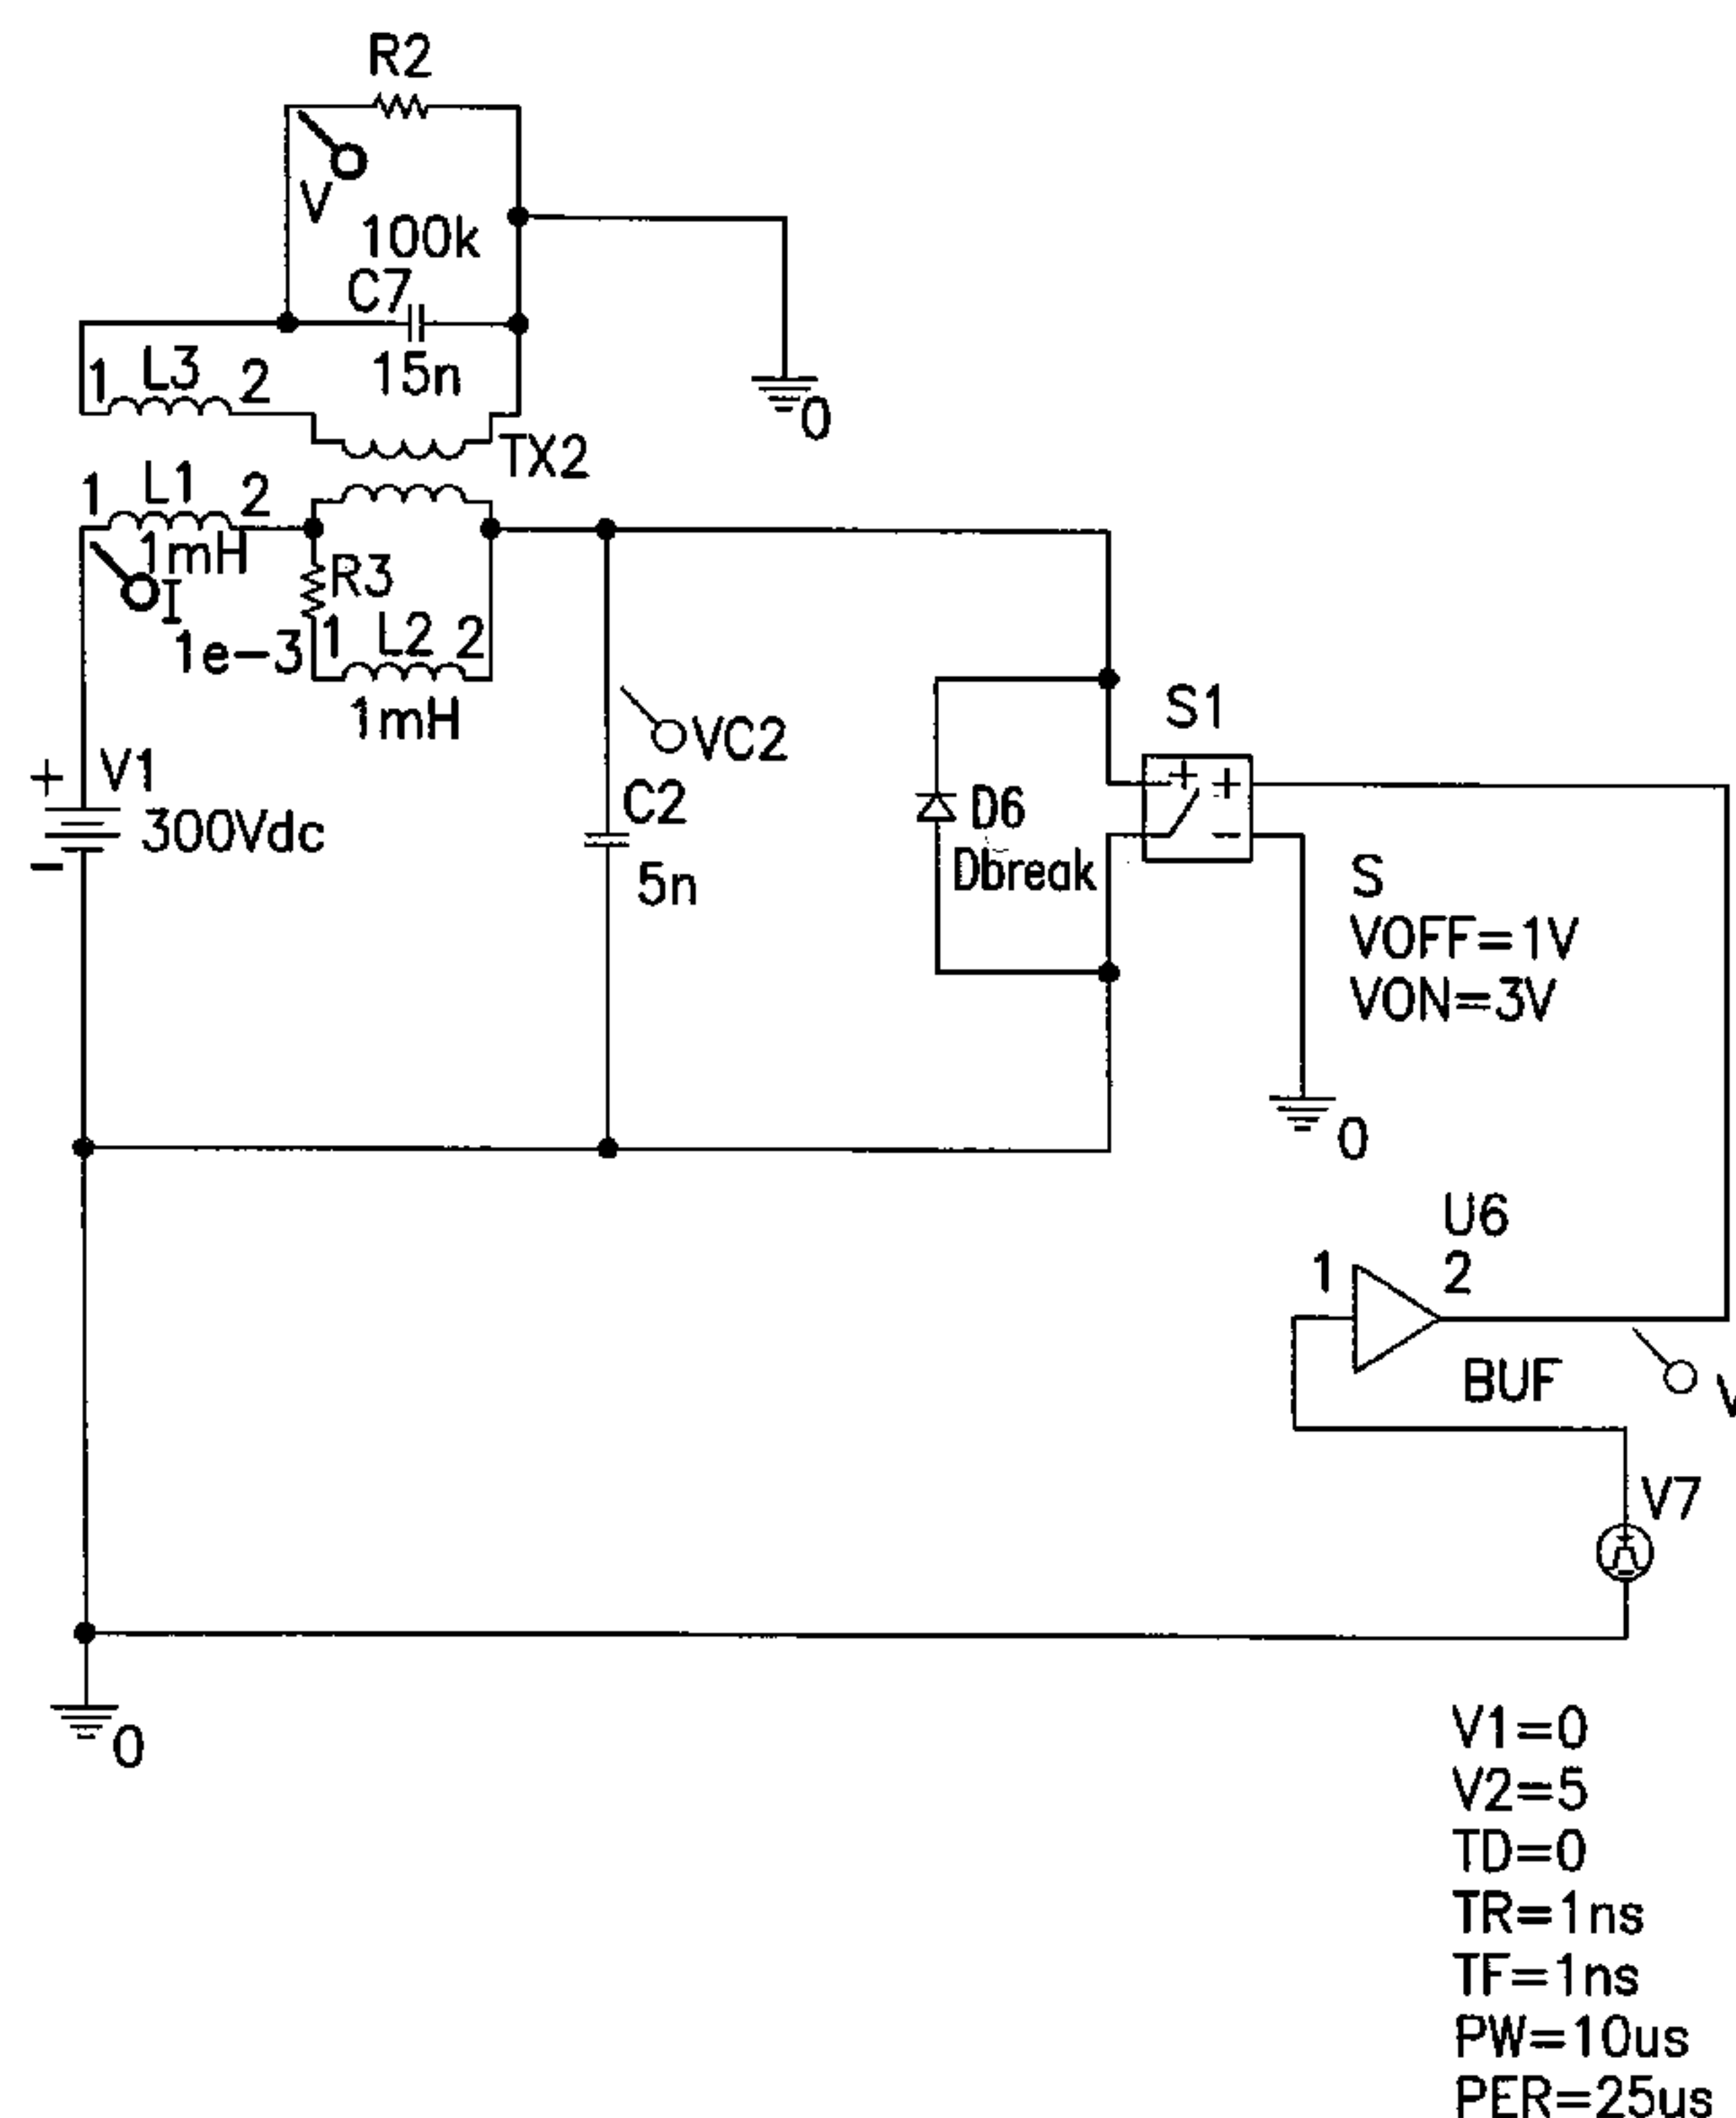 R2
V
100k
C7
15n
1 L3 2
0
TX2
1 L1 2
1mH
R3
I
1e-3
1 L2 2
1mH
S1
VC2
+ V1
300Vdc
-
C2
5n
D6
Dbreak
+ +
-
S
VOFF=1V
VON=3V
0
U6
1 2
BUF
V
V7
0
V1=0
V2=5
TD=0
TR=1ns
TF=1ns
PW=10us
PER=25us